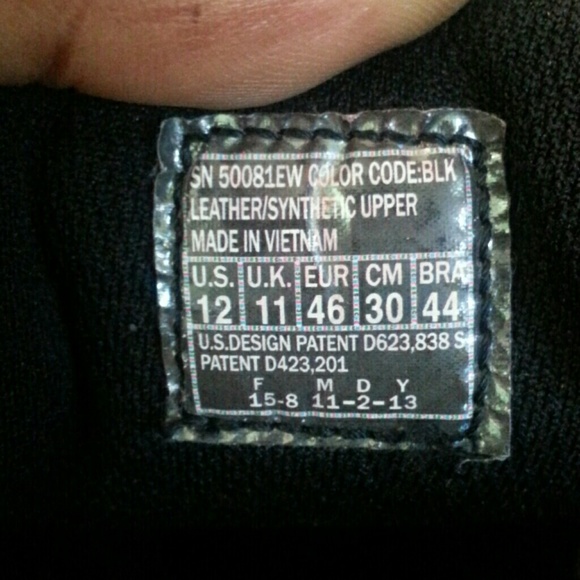 SN 50081EW COLOR CODE:BLK
LEATHER/SYNTHETIC UPPER
MADE IN VIETNAM
U.S. U.K. EUR CM BRA
12 11 46 30 44
U.S.DESIGN PATENT D623,838 S
PATENT D423,201
F M D Y
15-8 11-2-13